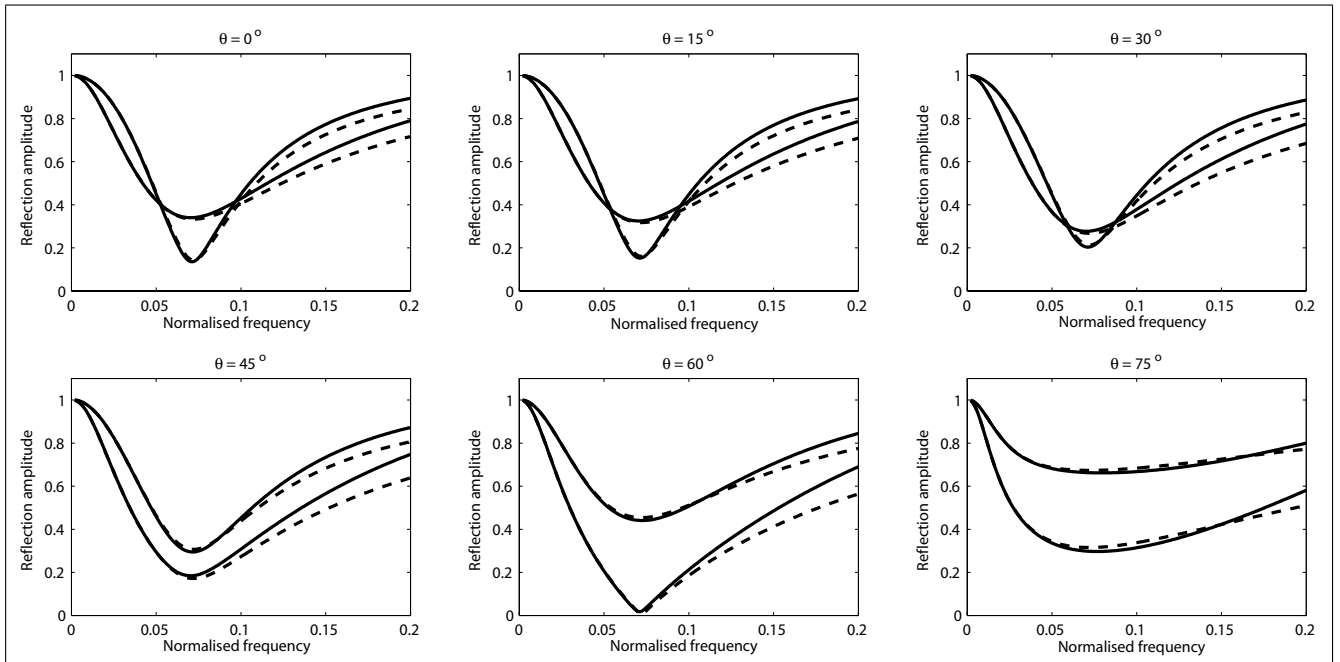 θ = 0 °
θ = 15 °
θ = 30 °
Reflection amplitude
1
0.8
0.6
0.4
0.2
0
0 0.05 0.1 0.15 0.2
Normalised frequency
Reflection amplitude
1
0.8
0.6
0.4
0.2
0
0 0.05 0.1 0.15 0.2
Normalised frequency
Reflection amplitude
1
0.8
0.6
0.4
0.2
0
0 0.05 0.1 0.15 0.2
Normalised frequency
θ = 45 °
θ = 60 °
θ = 75 °
Reflection amplitude
1
0.8
0.6
0.4
0.2
0
0 0.05 0.1 0.15 0.2
Normalised frequency
Reflection amplitude
1
0.8
0.6
0.4
0.2
0
0 0.05 0.1 0.15 0.2
Normalised frequency
Reflection amplitude
1
0.8
0.6
0.4
0.2
0
0 0.05 0.1 0.15 0.2
Normalised frequency